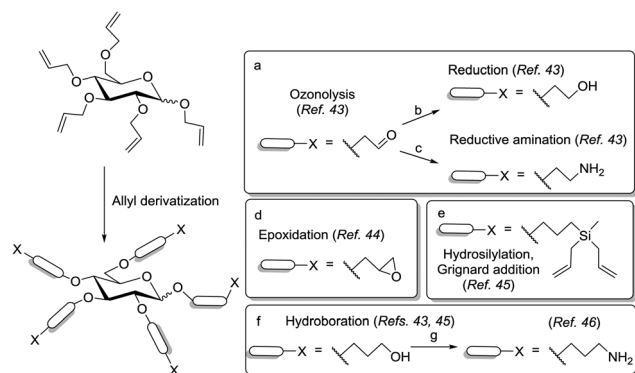 O
O
O
O
O
O
Allyl derivatization
X
X
O
O
O
X
O
O
O
X
X
a
Ozonolysis
(Ref. 43)
X =
O
b
c
Reduction (Ref. 43)
X =
OH
Reductive amination (Ref. 43)
X =
NH2
d
Epoxidation (Ref. 44)
X =
O
e
X =
Si
Hydrosilylation,
Grignard addition
(Ref. 45)
f
Hydroboration (Refs. 43, 45)
X =
OH
g
(Ref. 46)
X =
NH2